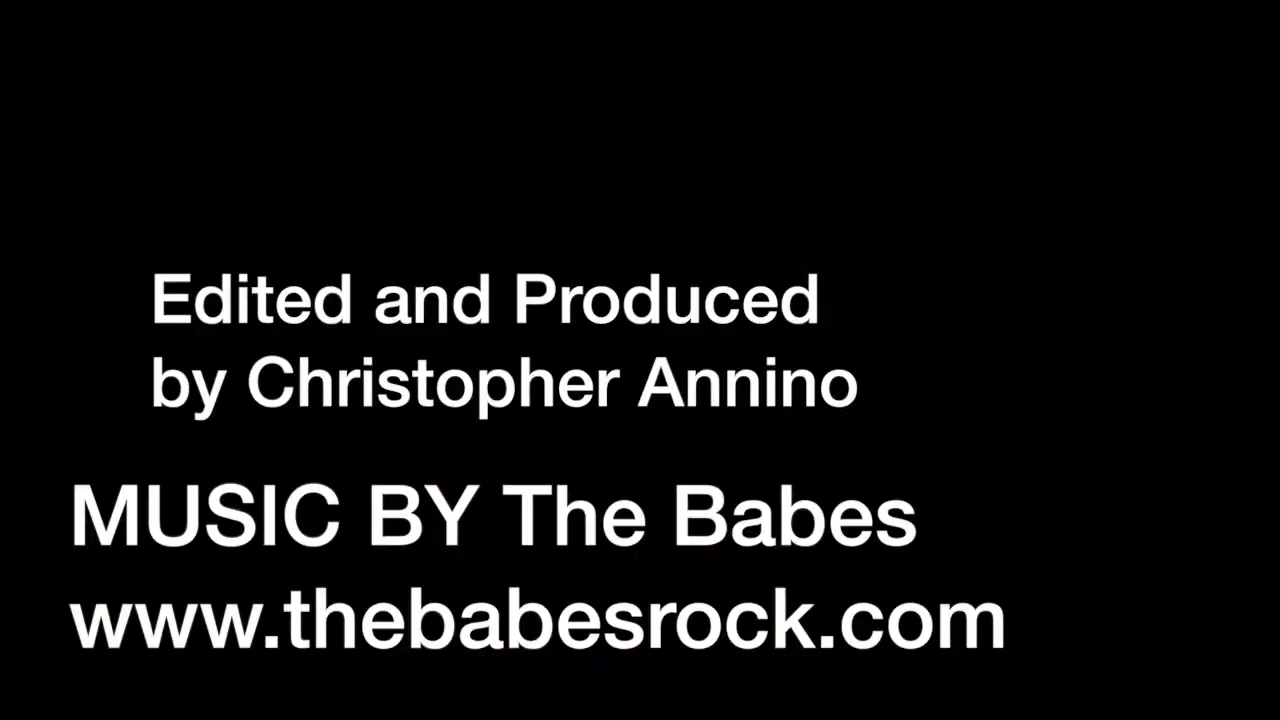 Edited and Produced
by Christopher Annino
MUSIC BY The Babes
www.thebabesrock.com